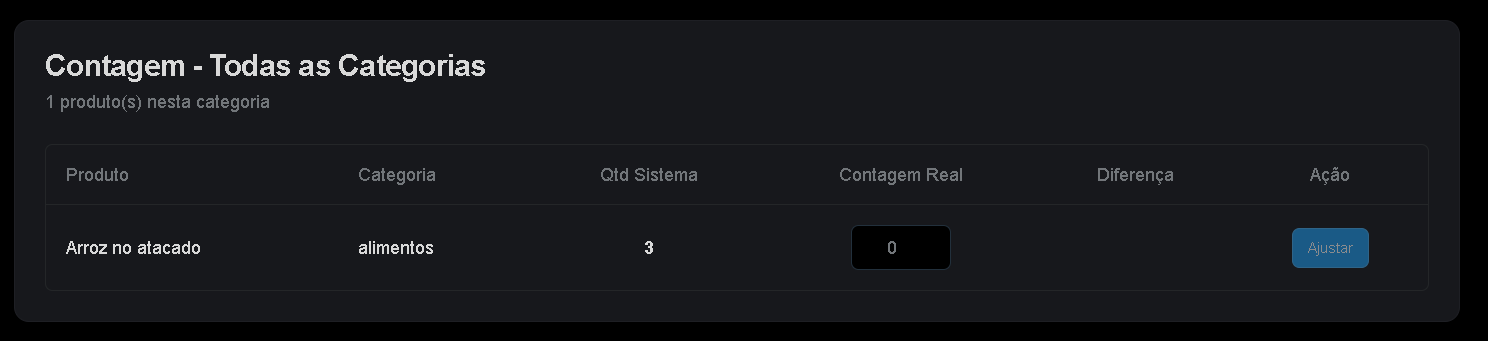 Contagem - Todas as Categorias
1 produto(s) nesta categoria
Produto Categoria Qtd Sistema Contagem Real Diferença Ação
Arroz no atacado alimentos 3 0 Ajustar